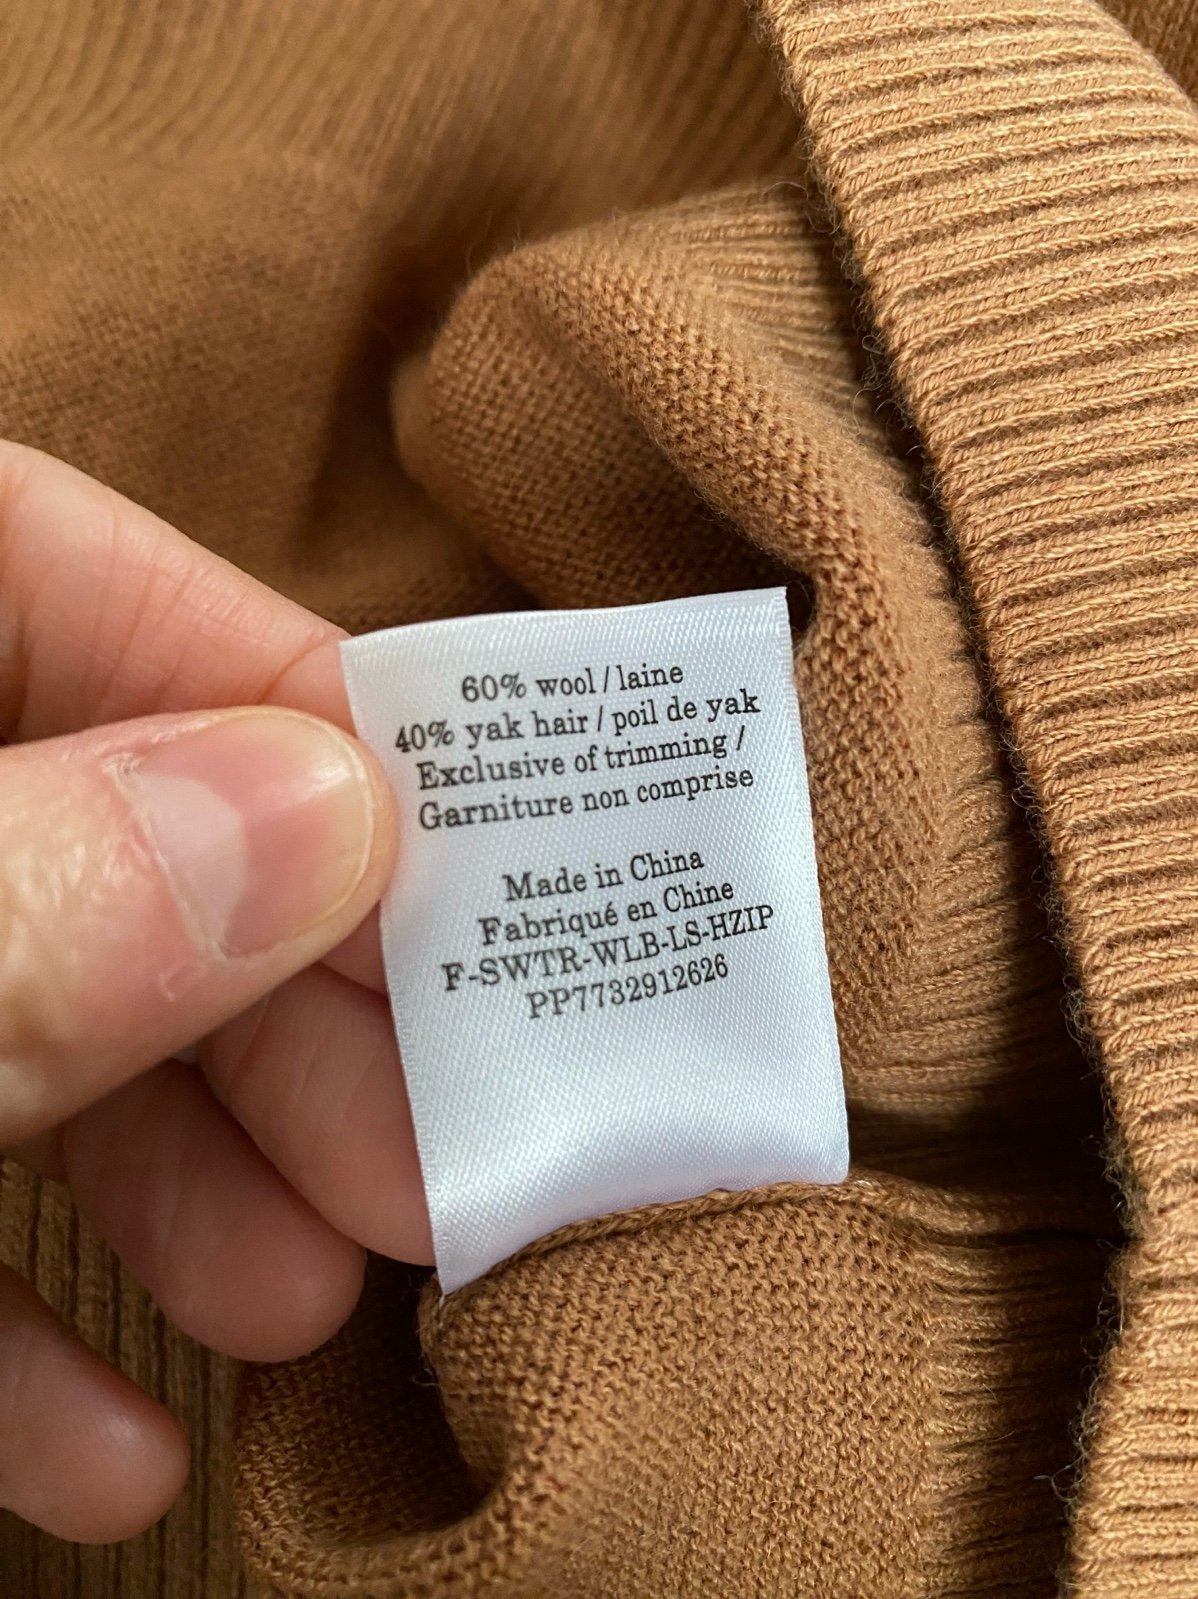 60% wool / laine
40% yak hair / poil de yak
Exclusive of trimming /
Garniture non comprise
Made in China
Fabriqué en Chine
F-SWTR-WLB-LS-HZIP
PP7732912626